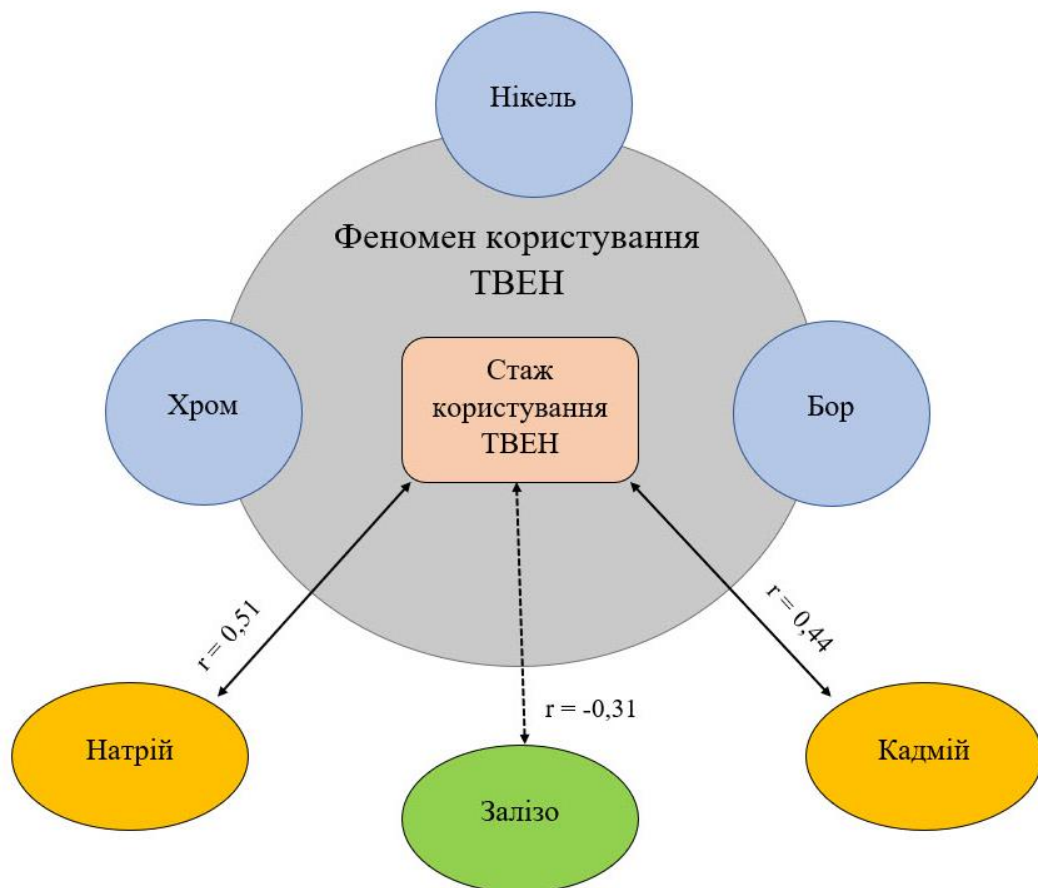 Нікель
Феномен користування
ТВЕН
Хром
Стаж
користування
ТВЕН
Бор
r = 0,51
r = -0,31
r = 0,44
Натрій
Залізо
Кадмій